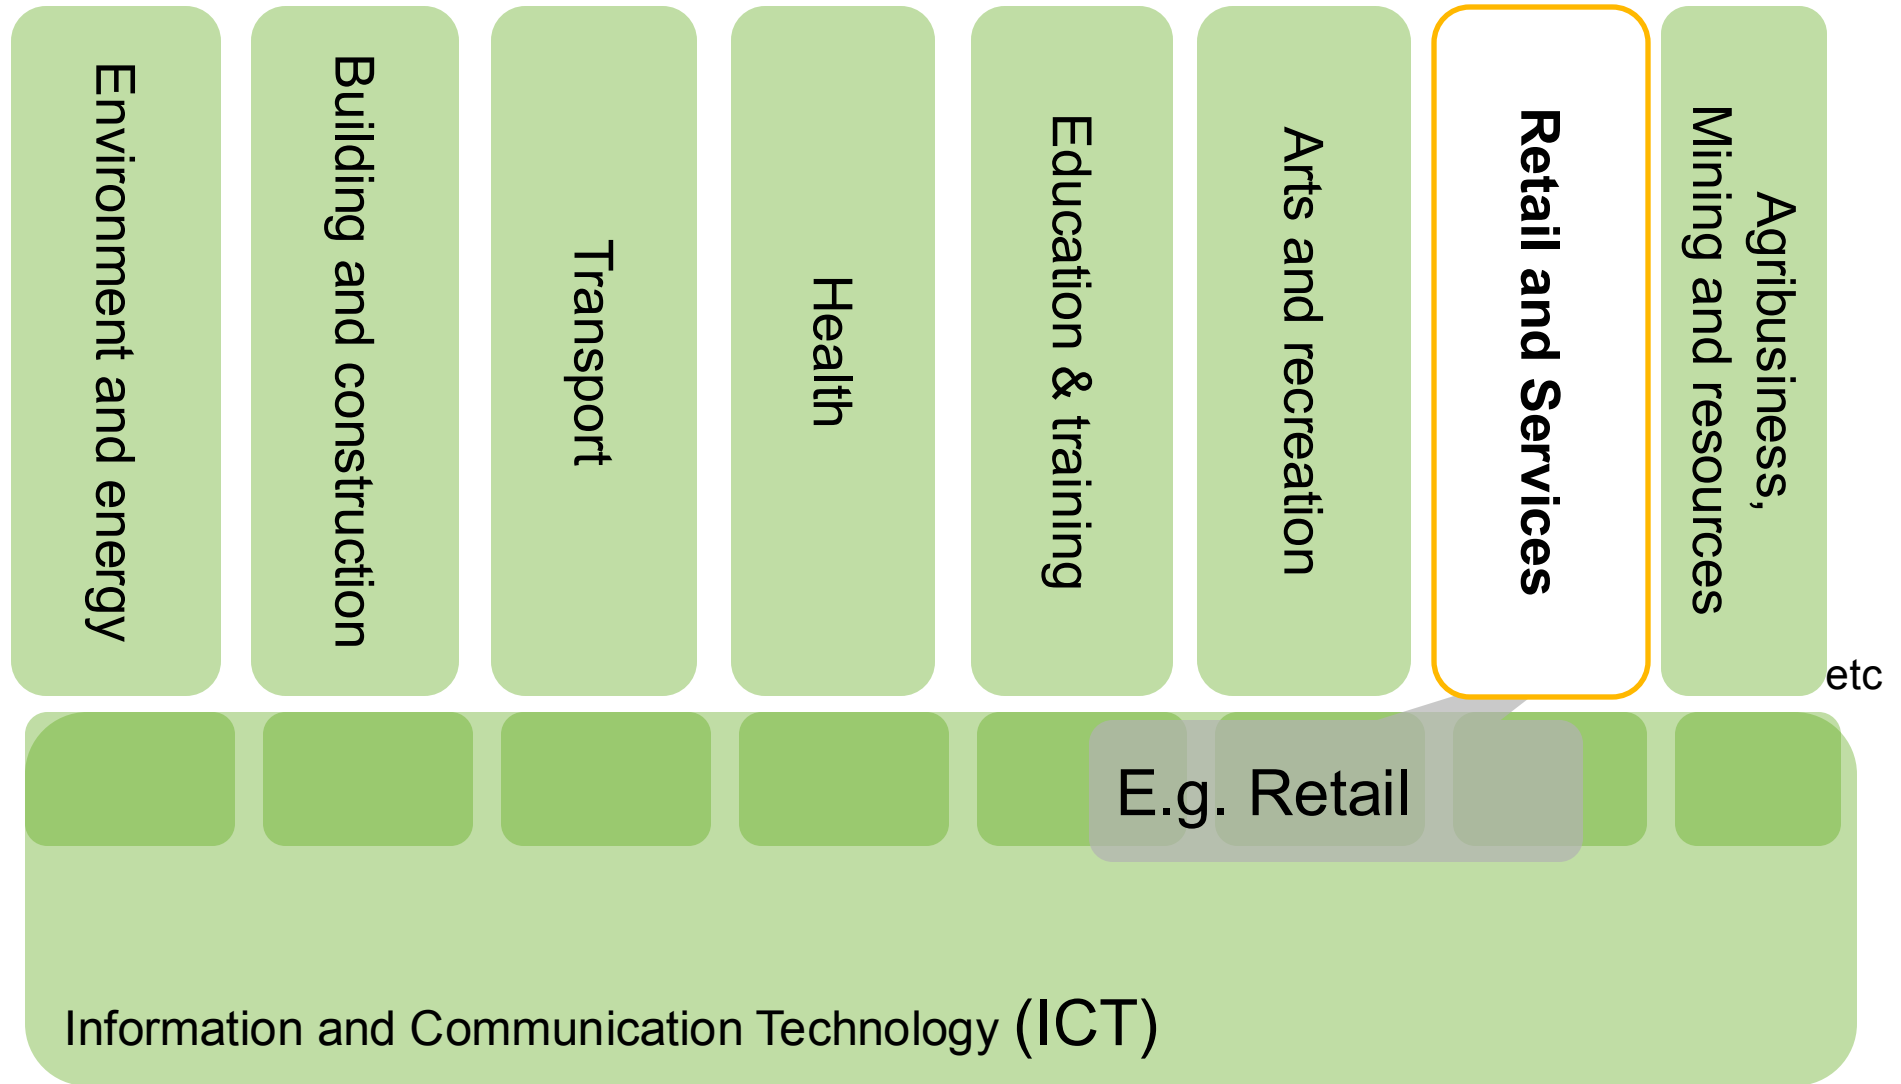 Environment and energy
Building and construction
Transport
Health
Education & training
Arts and recreation
Retail and Services
Agribusiness,
Mining and resources
etc
E.g. Retail
Information and Communication Technology (ICT)